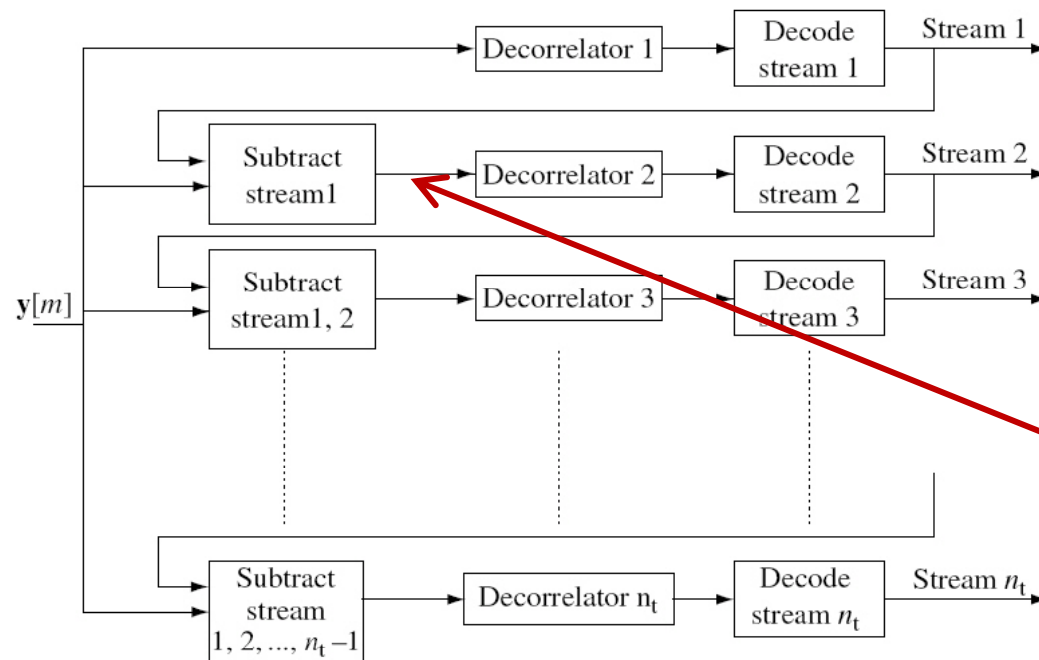 Decorrelator 1
Decode
stream 1
Stream 1
Subtract
stream1
Decorrelator 2
Decode
stream 2
Stream 2
y[m]
Subtract
stream1, 2
Decorrelator 3
Decode
stream 3
Stream 3
Subtract
stream
1, 2, ..., nt –1
Decorrelator nt
Decode
stream nt
Stream nt